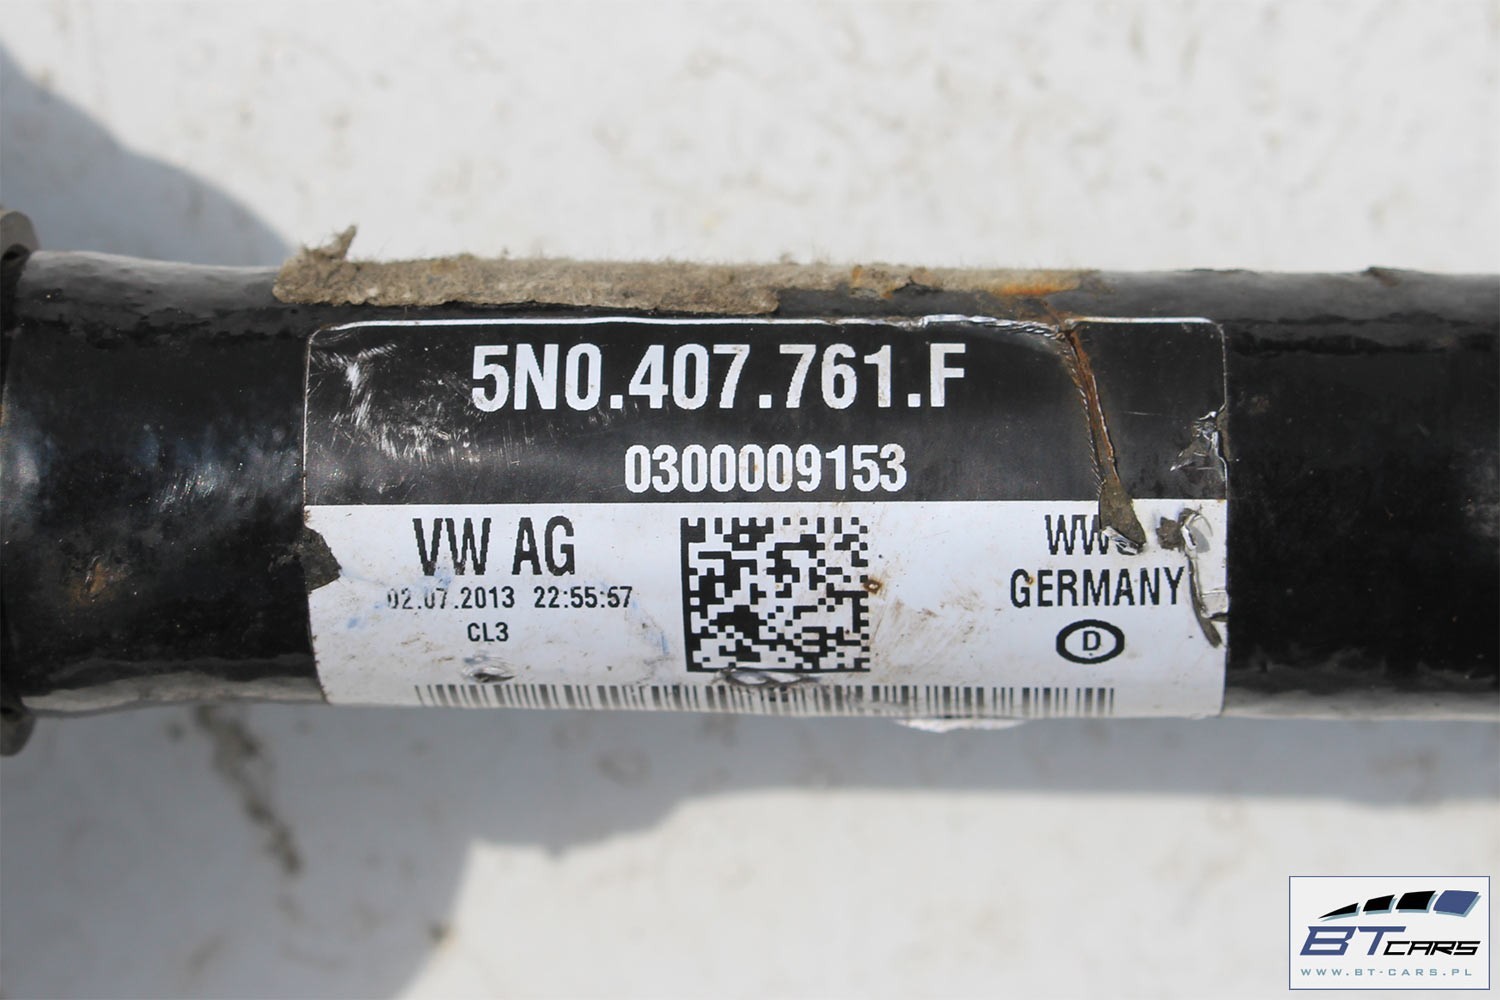 5N0.407.761.F
0300009153
VW AG
02.07.2013 22:55:57
CL3
GERMANY
D
BT CARS
WWW.BT-CARS.PL